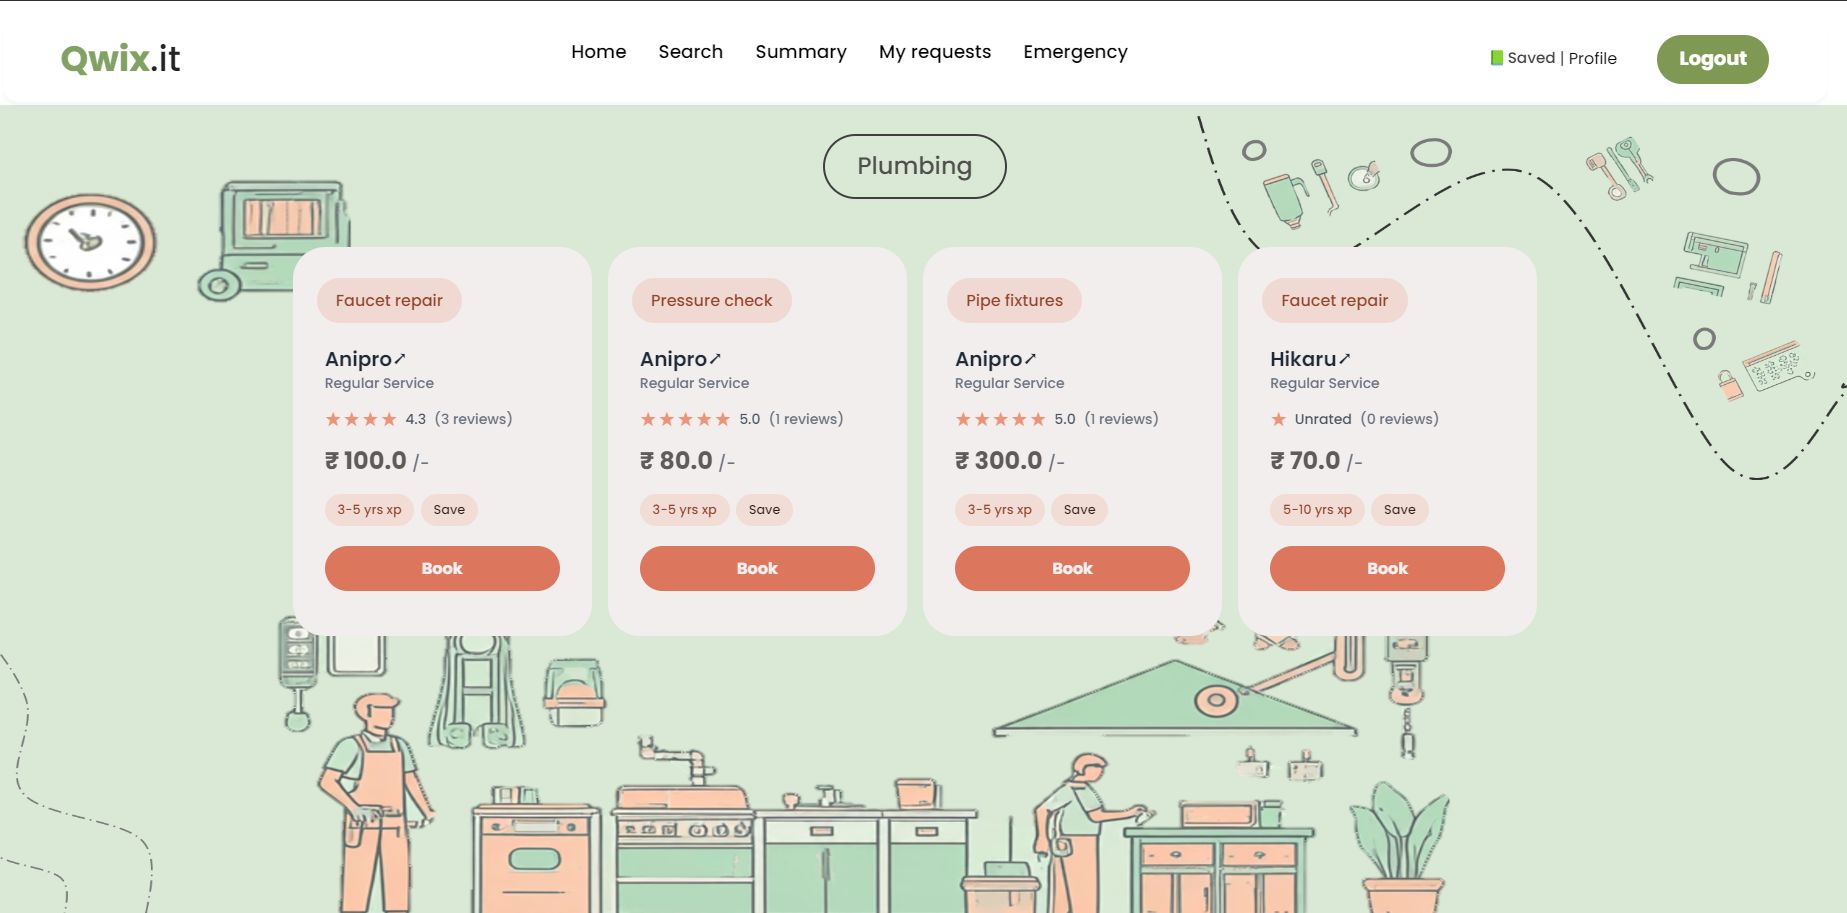 Qwix.it
Home Search Summary My requests Emergency
📗 Saved | Profile
Logout
Plumbing
Faucet repair
Anipro⤢
Regular Service
★★★★ 4.3 (3 reviews)
₹ 100.0 /-
3-5 yrs xp Save
Book
Pressure check
Anipro⤢
Regular Service
★★★★★ 5.0 (1 reviews)
₹ 80.0 /-
3-5 yrs xp Save
Book
Pipe fixtures
Anipro⤢
Regular Service
★★★★★ 5.0 (1 reviews)
₹ 300.0 /-
3-5 yrs xp Save
Book
Faucet repair
Hikaru⤢
Regular Service
★ Unrated (0 reviews)
₹ 70.0 /-
5-10 yrs xp Save
Book